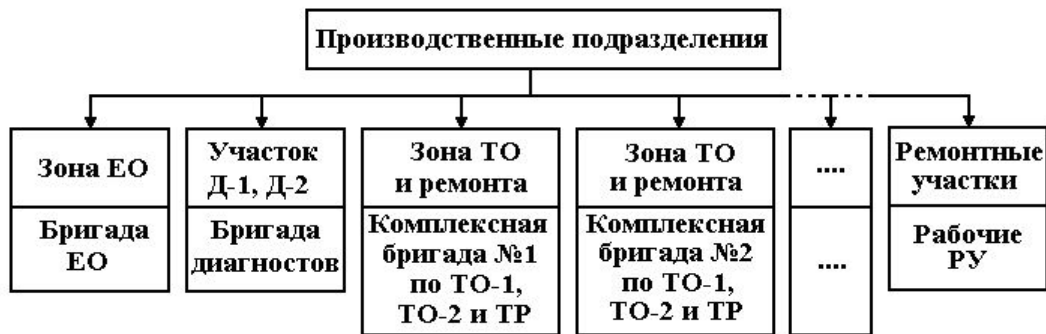 Производственные подразделения
Зона ЕО
Бригада
ЕО
Участок
Д-1, Д-2
Бригада
диагностов
Зона ТО
и ремонта
Комплексная
бригада №1
по ТО-1,
ТО-2 и ТР
Зона ТО
и ремонта
Комплексная
бригада №2
по ТО-1,
ТО-2 и ТР
....
....
Ремонтные
участки
Рабочие
РУ